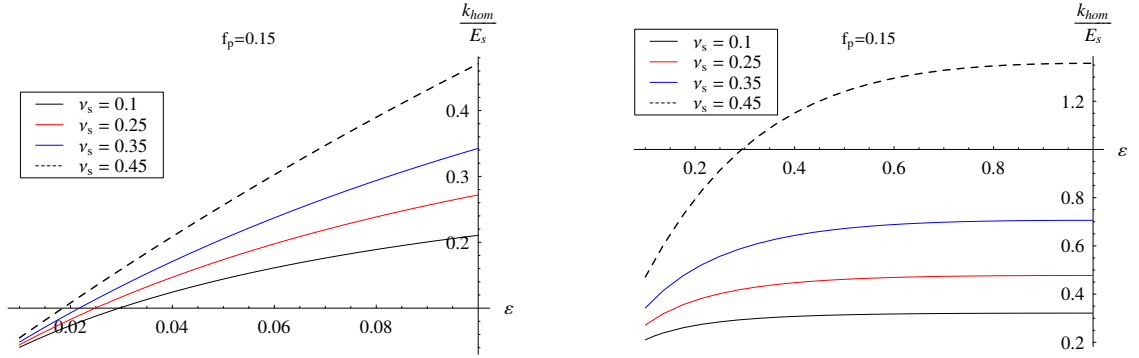 k_hom
E_s
f_p=0.15
ν_s = 0.1
ν_s = 0.25
ν_s = 0.35
ν_s = 0.45
0.4
0.3
0.2
0.02 0.04 0.06 0.08 ε
k_hom
E_s
f_p=0.15
ν_s = 0.1
ν_s = 0.25
ν_s = 0.35
ν_s = 0.45
1.2
0.2 0.4 0.6 0.8 ε
0.8
0.6
0.4
0.2